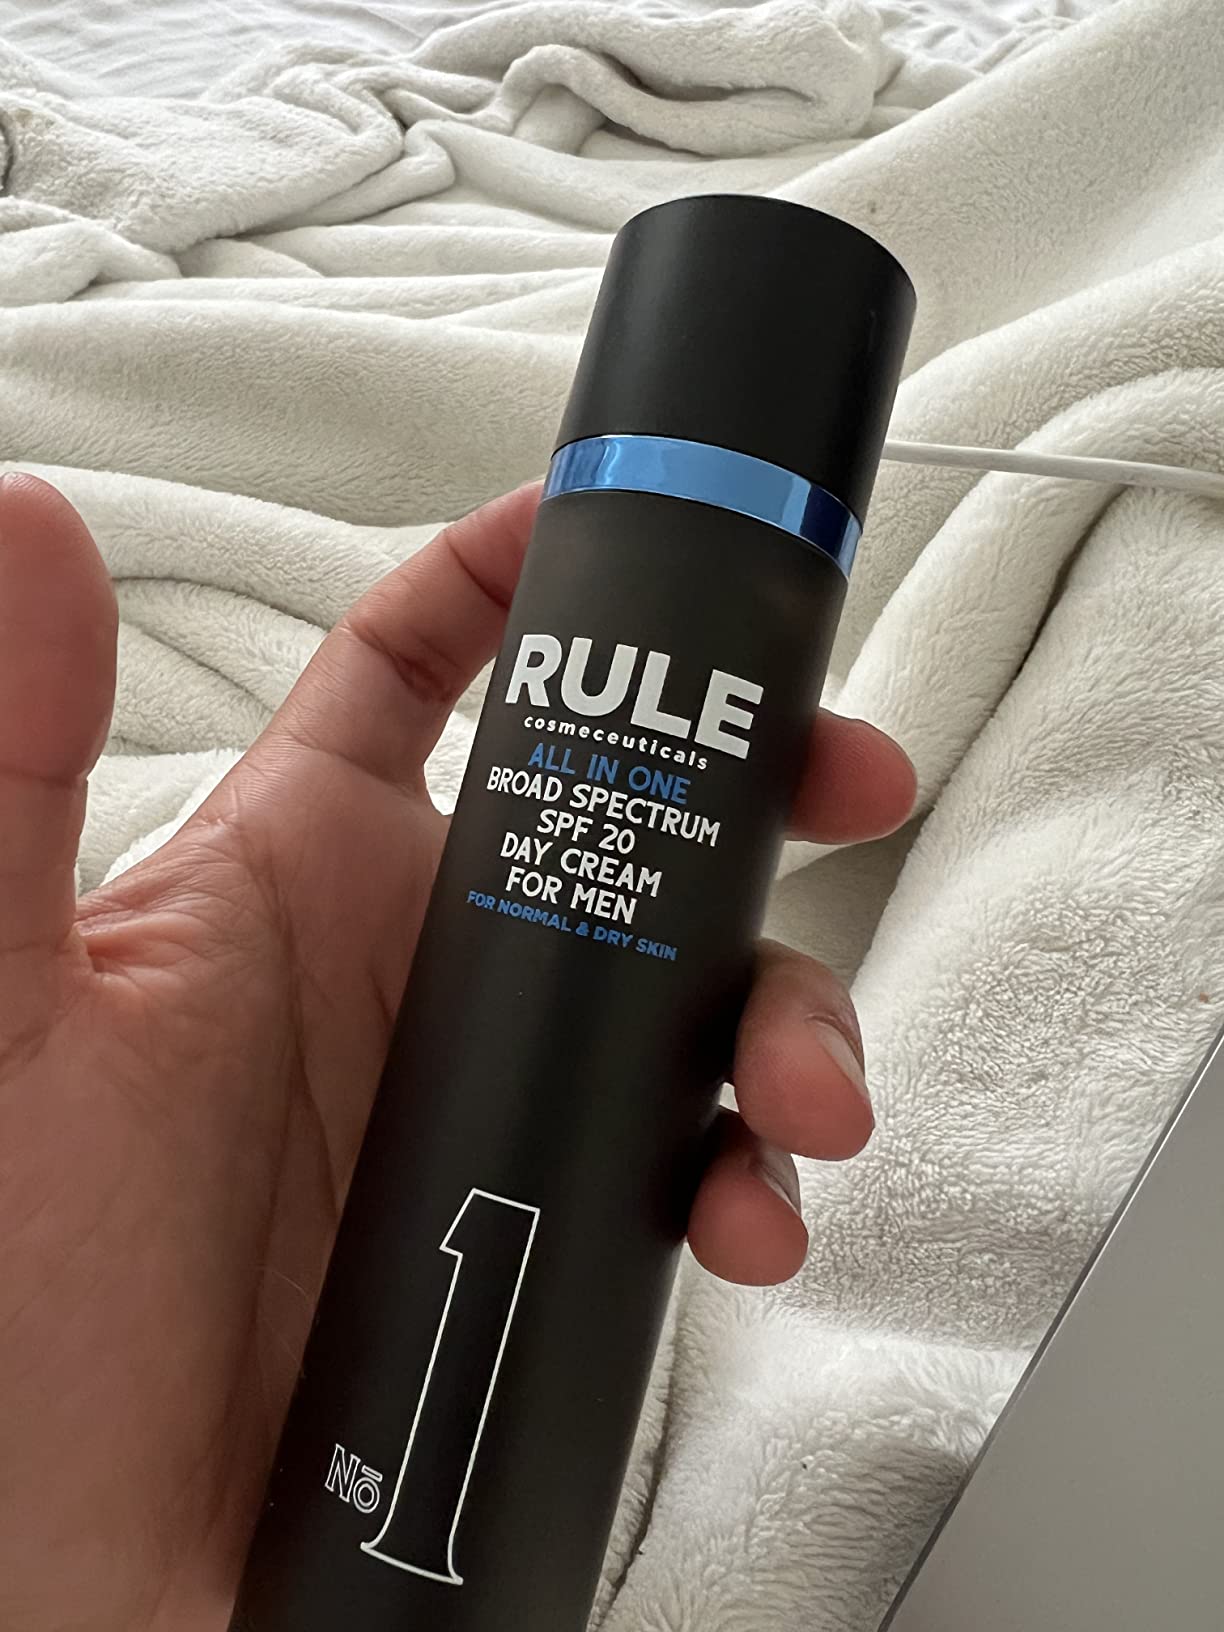 RULE
cosmeceuticals
ALL IN ONE
BROAD SPECTRUM
SPF 20
DAY CREAM
FOR MEN
FOR NORMAL & DRY SKIN
Nō 1